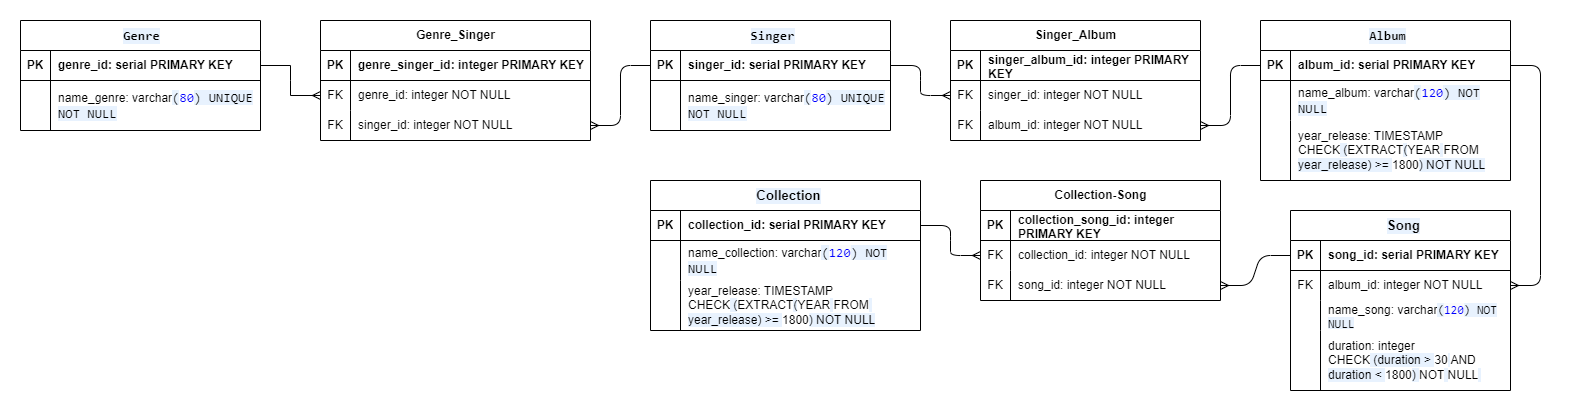 Genre
PK genre_id: serial PRIMARY KEY
name_genre: varchar(80) UNIQUE
NOT NULL
Genre_Singer
PK genre_singer_id: integer PRIMARY KEY
FK genre_id: integer NOT NULL
FK singer_id: integer NOT NULL
Singer
PK singer_id: serial PRIMARY KEY
name_singer: varchar(80) UNIQUE
NOT NULL
Singer_Album
PK singer_album_id: integer PRIMARY
KEY
FK singer_id: integer NOT NULL
FK album_id: integer NOT NULL
Album
PK album_id: serial PRIMARY KEY
name_album: varchar(120) NOT
NULL
year_release: TIMESTAMP
CHECK (EXTRACT(YEAR FROM
year_release) >= 1800) NOT NULL
Collection
PK collection_id: serial PRIMARY KEY
name_collection: varchar(120) NOT
NULL
year_release: TIMESTAMP
CHECK (EXTRACT(YEAR FROM
year_release) >= 1800) NOT NULL
Collection-Song
PK collection_song_id: integer
PRIMARY KEY
FK collection_id: integer NOT NULL
FK song_id: integer NOT NULL
Song
PK song_id: serial PRIMARY KEY
FK album_id: integer NOT NULL
name_song: varchar(120) NOT
NULL
duration: integer
CHECK (duration > 30 AND
duration < 1800) NOT NULL